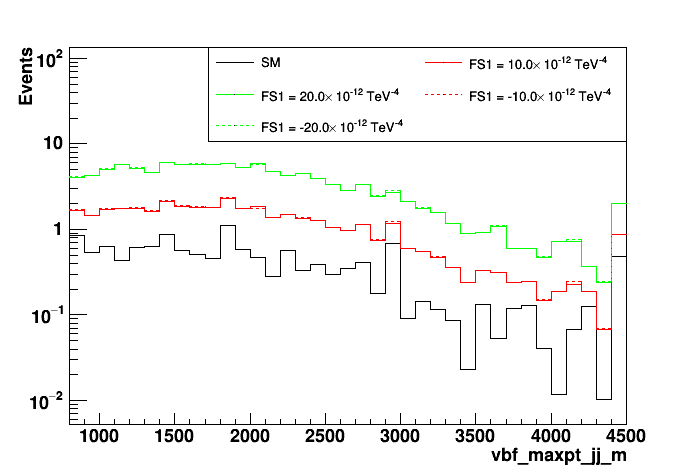 Events
10²
10
1
10⁻¹
10⁻²
SM
FS1 = 10.0× 10⁻¹² TeV⁻⁴
FS1 = 20.0× 10⁻¹² TeV⁻⁴
FS1 = -10.0× 10⁻¹² TeV⁻⁴
FS1 = -20.0× 10⁻¹² TeV⁻⁴
1000 1500 2000 2500 3000 3500 4000 4500
vbf_maxpt_jj_m